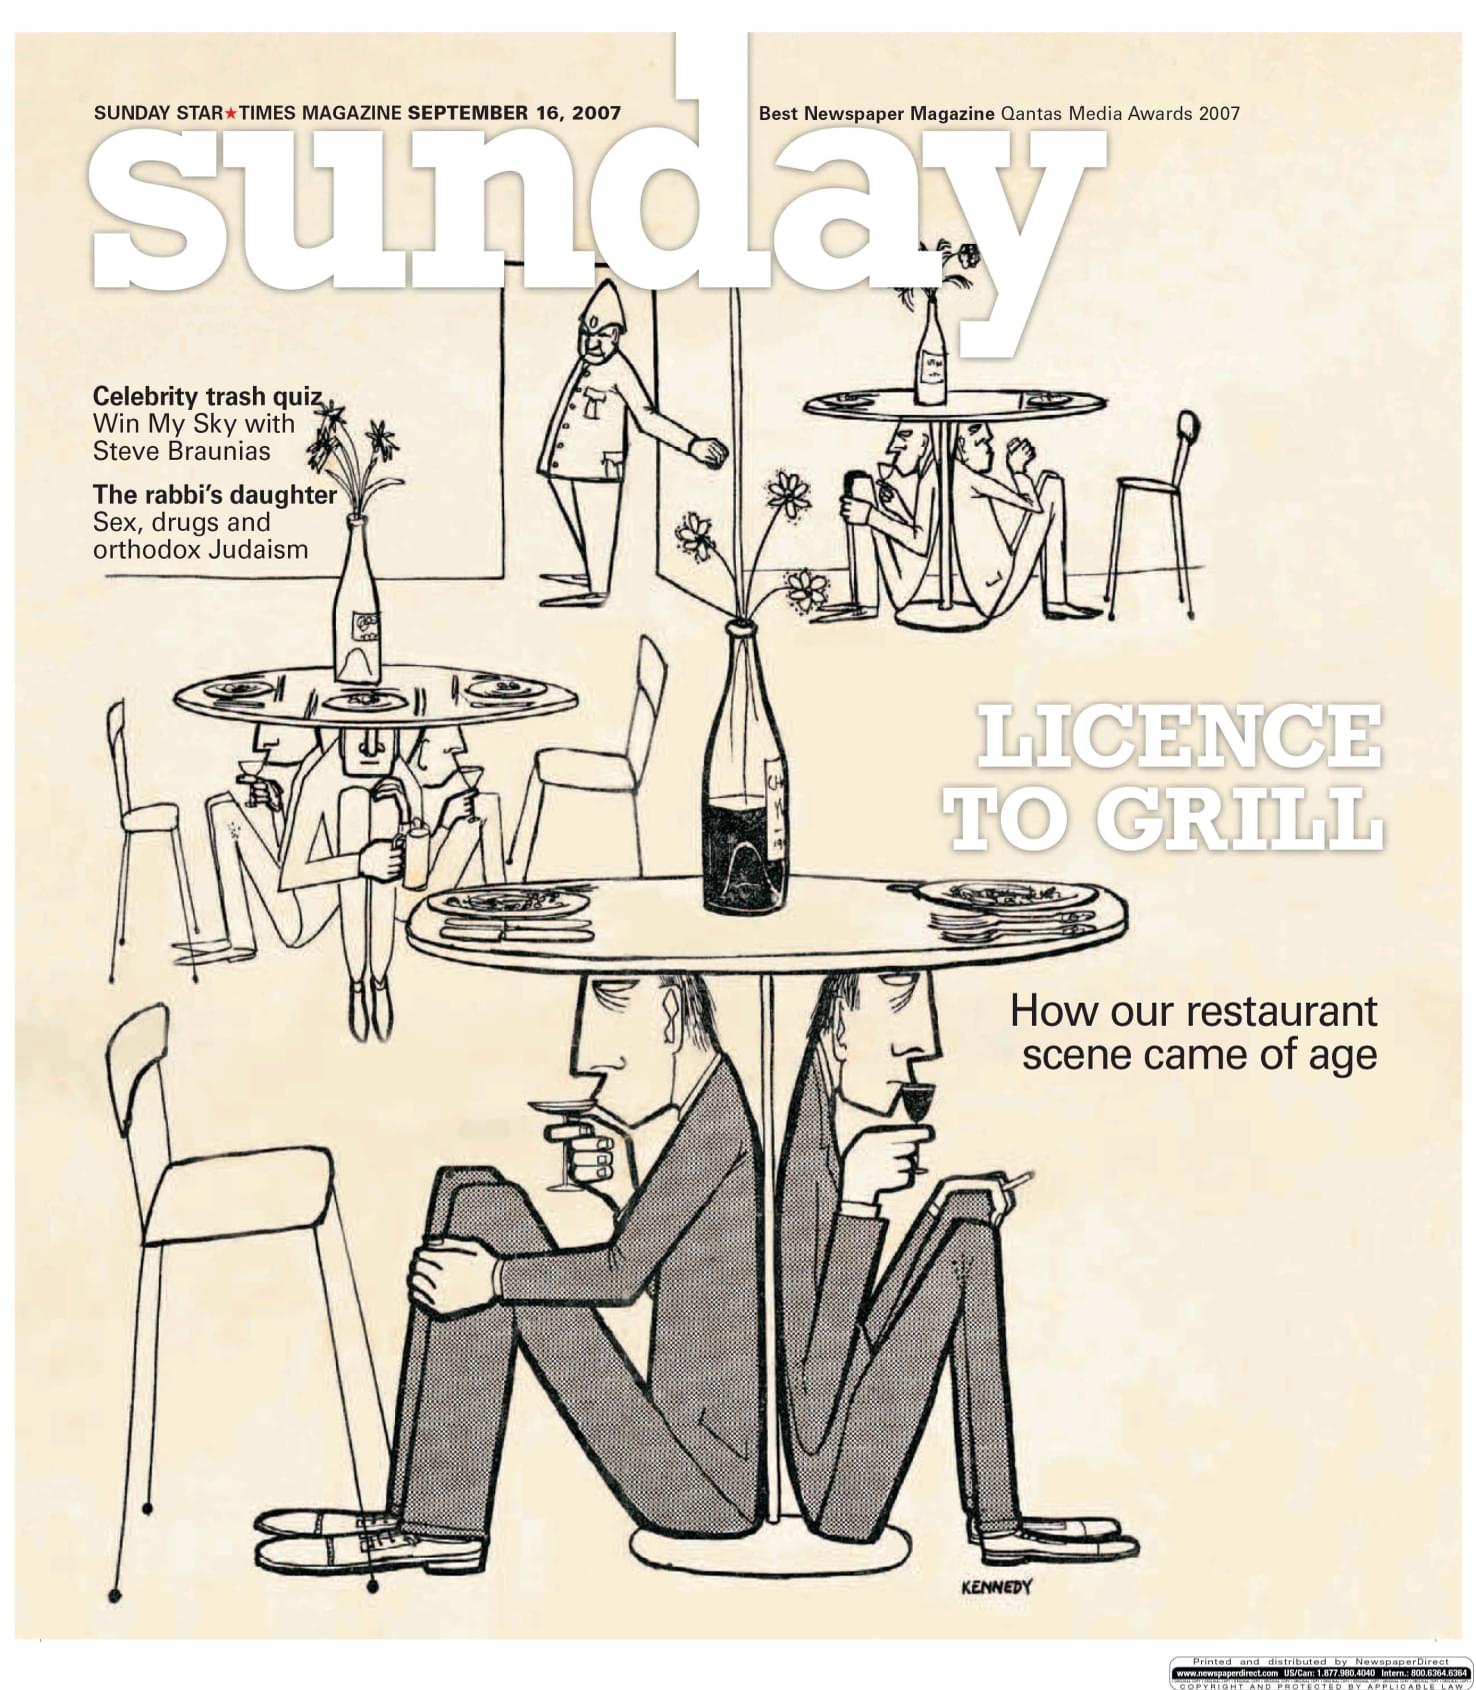 SUNDAY STAR★TIMES MAGAZINE SEPTEMBER 16, 2007
Best Newspaper Magazine Qantas Media Awards 2007
sunday
Celebrity trash quiz
Win My Sky with
Steve Braunias
The rabbi's daughter
Sex, drugs and
orthodox Judaism
LICENCE
TO GRILL
How our restaurant
scene came of age
KENNEDY
Printed and distributed by NewspaperDirect
www.newspaperdirect.com US/Can: 1.877.980.4040 Intern.: 800.6364.6364
COPYRIGHT AND PROTECTED BY APPLICABLE LAW